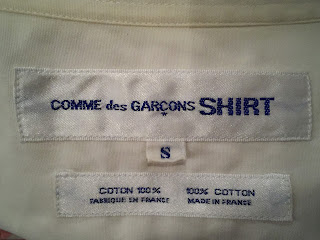 COMME des GARÇONS SHIRT
S
COTON 100% 100% COTTON
FABRIQUE EN FRANCE MADE IN FRANCE